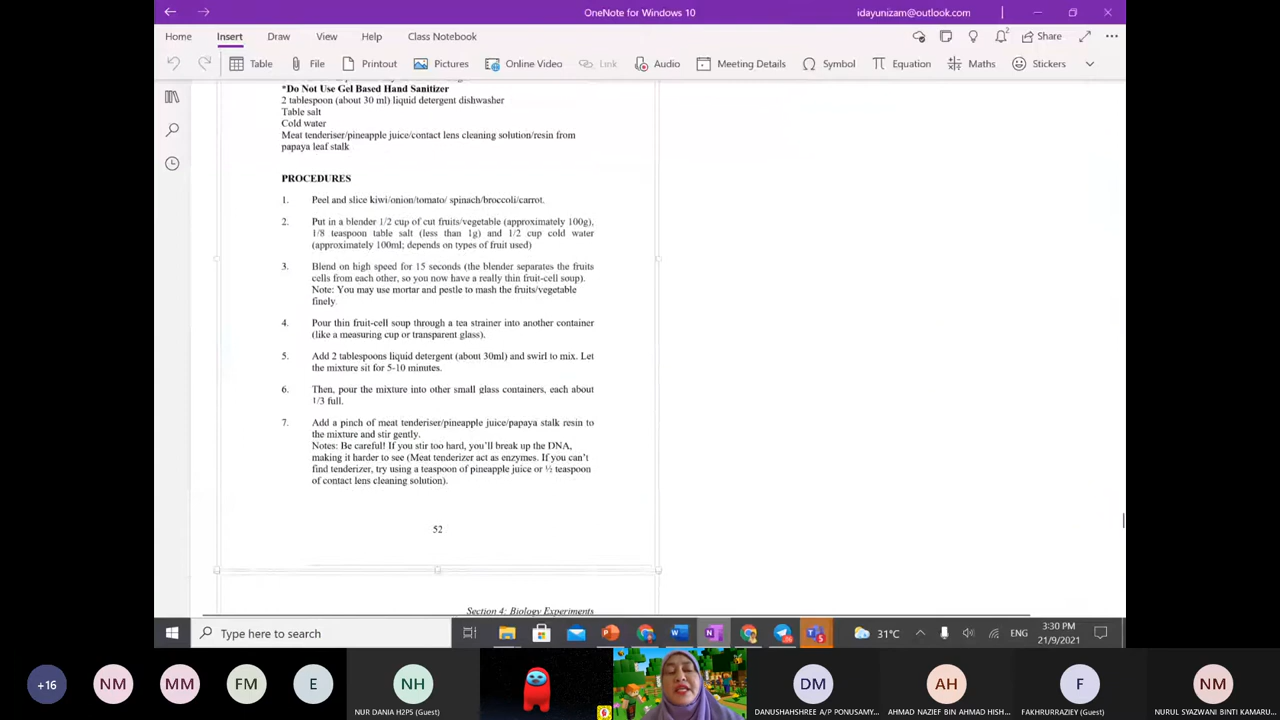 OneNote for Windows 10
idayunizam@outlook.com
Home
Insert
Draw
View
Help
Class Notebook
Share
Table
File
Printout
Pictures
Online Video
Link
Audio
Meeting Details
Symbol
Equation
Maths
Stickers
*Do Not Use Gel Based Hand Sanitizer
2 tablespoon (about 30 ml) liquid detergent dishwasher
Table salt
Cold water
Meat tenderiser/pineapple juice/contact lens cleaning solution/resin from
papaya leaf stalk
PROCEDURES
1. Peel and slice kiwi/onion/tomato/ spinach/broccoli/carrot.
2. Put in a blender 1/2 cup of cut fruits/vegetable (approximately 100g),
1/8 teaspoon table salt (less than 1g) and 1/2 cup cold water
(approximately 100ml; depends on types of fruit used)
3. Blend on high speed for 15 seconds (the blender separates the fruits
cells from each other, so you now have a really thin fruit-cell soup).
Note: You may use mortar and pestle to mash the fruits/vegetable
finely.
4. Pour thin fruit-cell soup through a tea strainer into another container
(like a measuring cup or transparent glass).
5. Add 2 tablespoons liquid detergent (about 30ml) and swirl to mix. Let
the mixture sit for 5-10 minutes.
6. Then, pour the mixture into other small glass containers, each about
1/3 full.
7. Add a pinch of meat tenderiser/pineapple juice/papaya stalk resin to
the mixture and stir gently.
Notes: Be careful! If you stir too hard, you'll break up the DNA,
making it harder to see (Meat tenderizer act as enzymes. If you can't
find tenderizer, try using a teaspoon of pineapple juice or ½ teaspoon
of contact lens cleaning solution).
52
Section 4: Biology Experiments
Type here to search
31°C
ENG
3:30 PM
21/9/2021
+16
NM
MM
FM
E
NH
NUR DANIA H2PS (Guest)
DM
DANUSHAHSHREE A/P PONUSAMY...
AH
AHMAD NAZIEF BIN AHMAD HISH...
F
FAKHRURRAZIEY (Guest)
NM
NURUL SYAZWANI BINTI KAMARU...